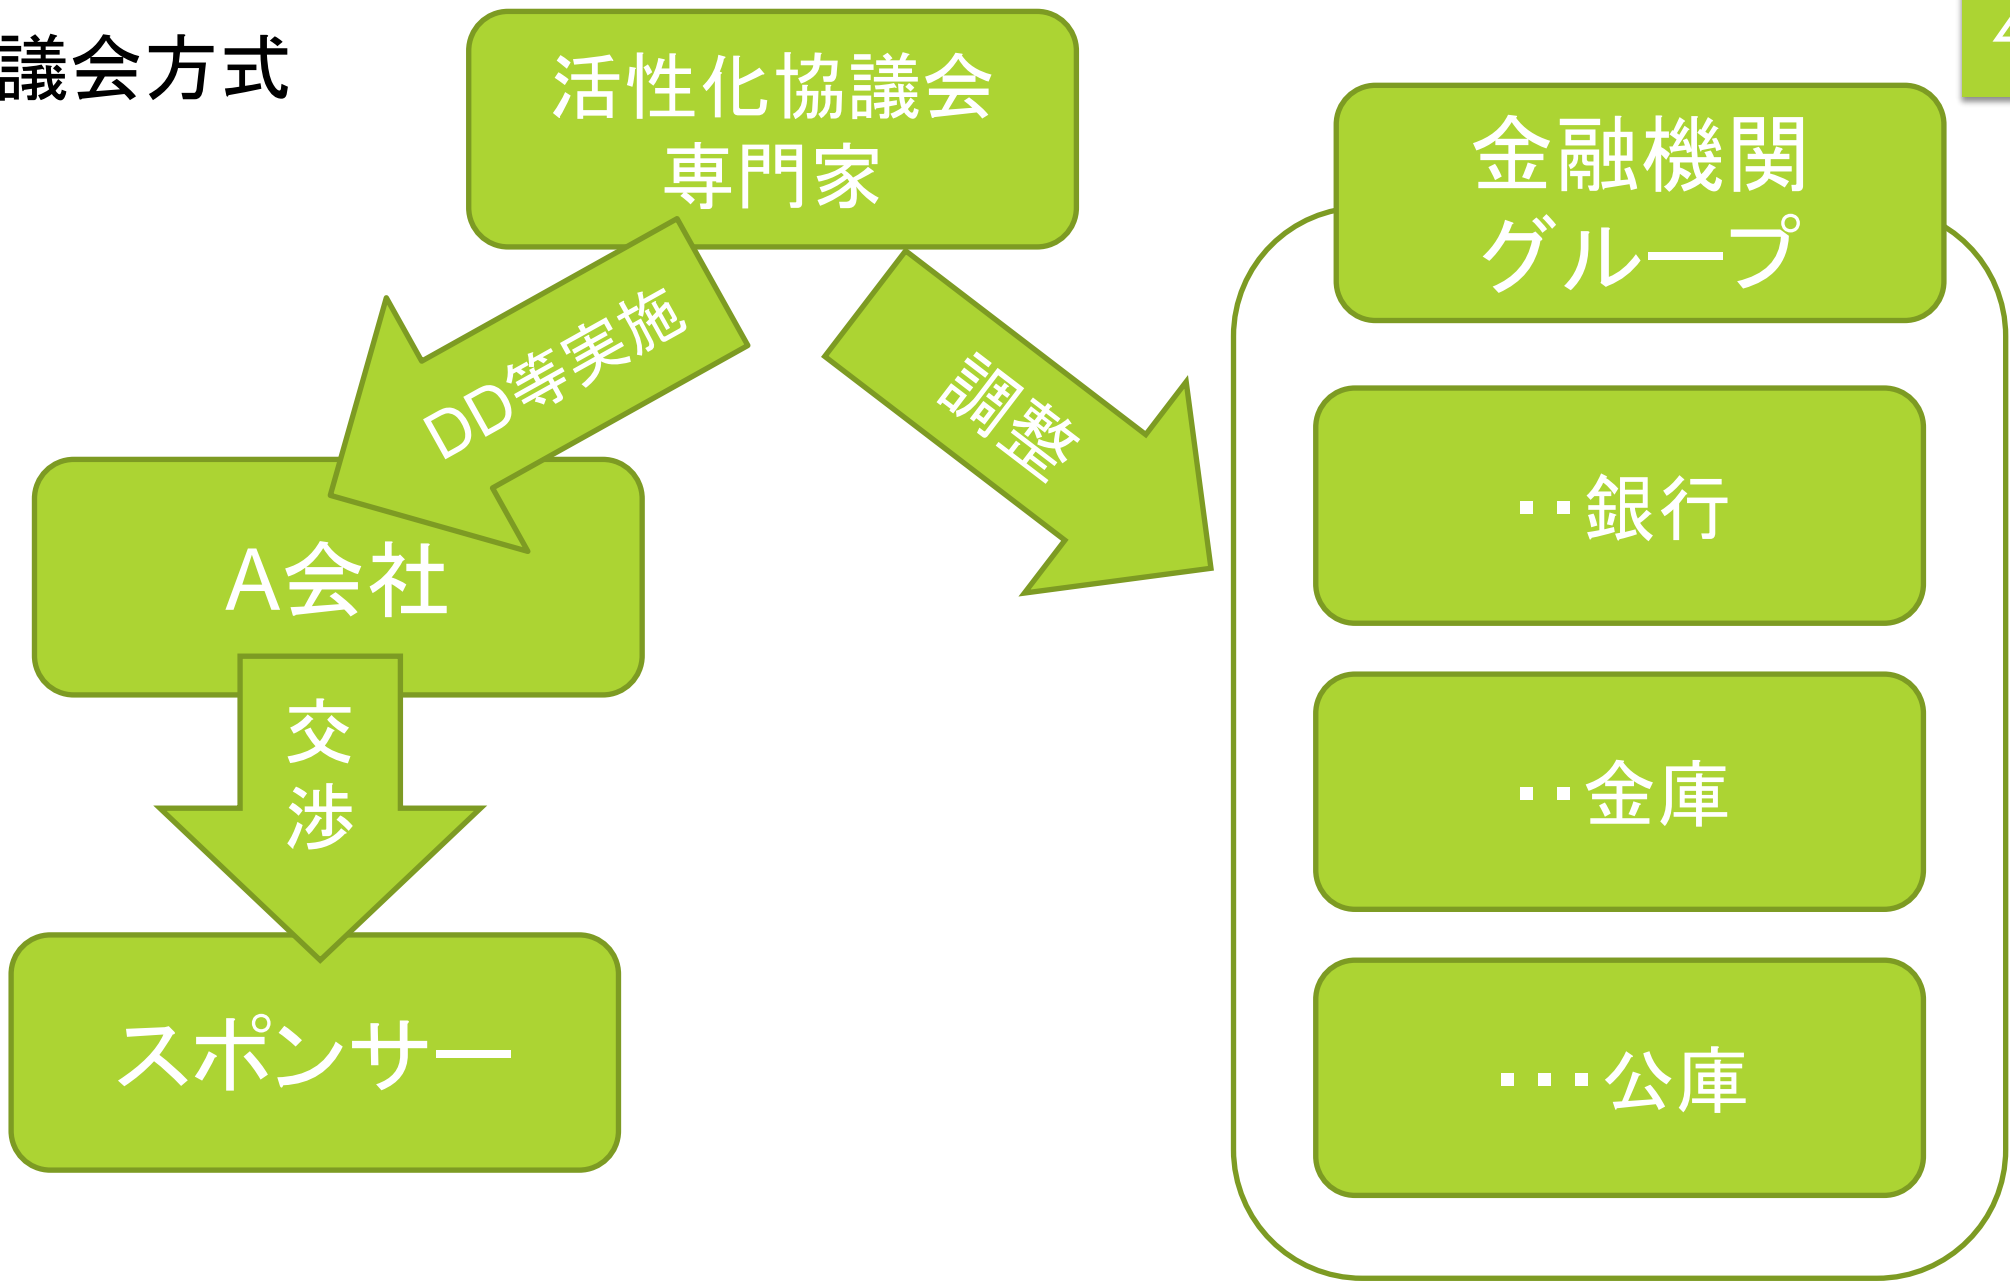 議会方式
活性化協議会
専門家
金融機関
グループ
DD等実施
調整
・・銀行
A会社
交
渉
・・金庫
スポンサー
・・・公庫